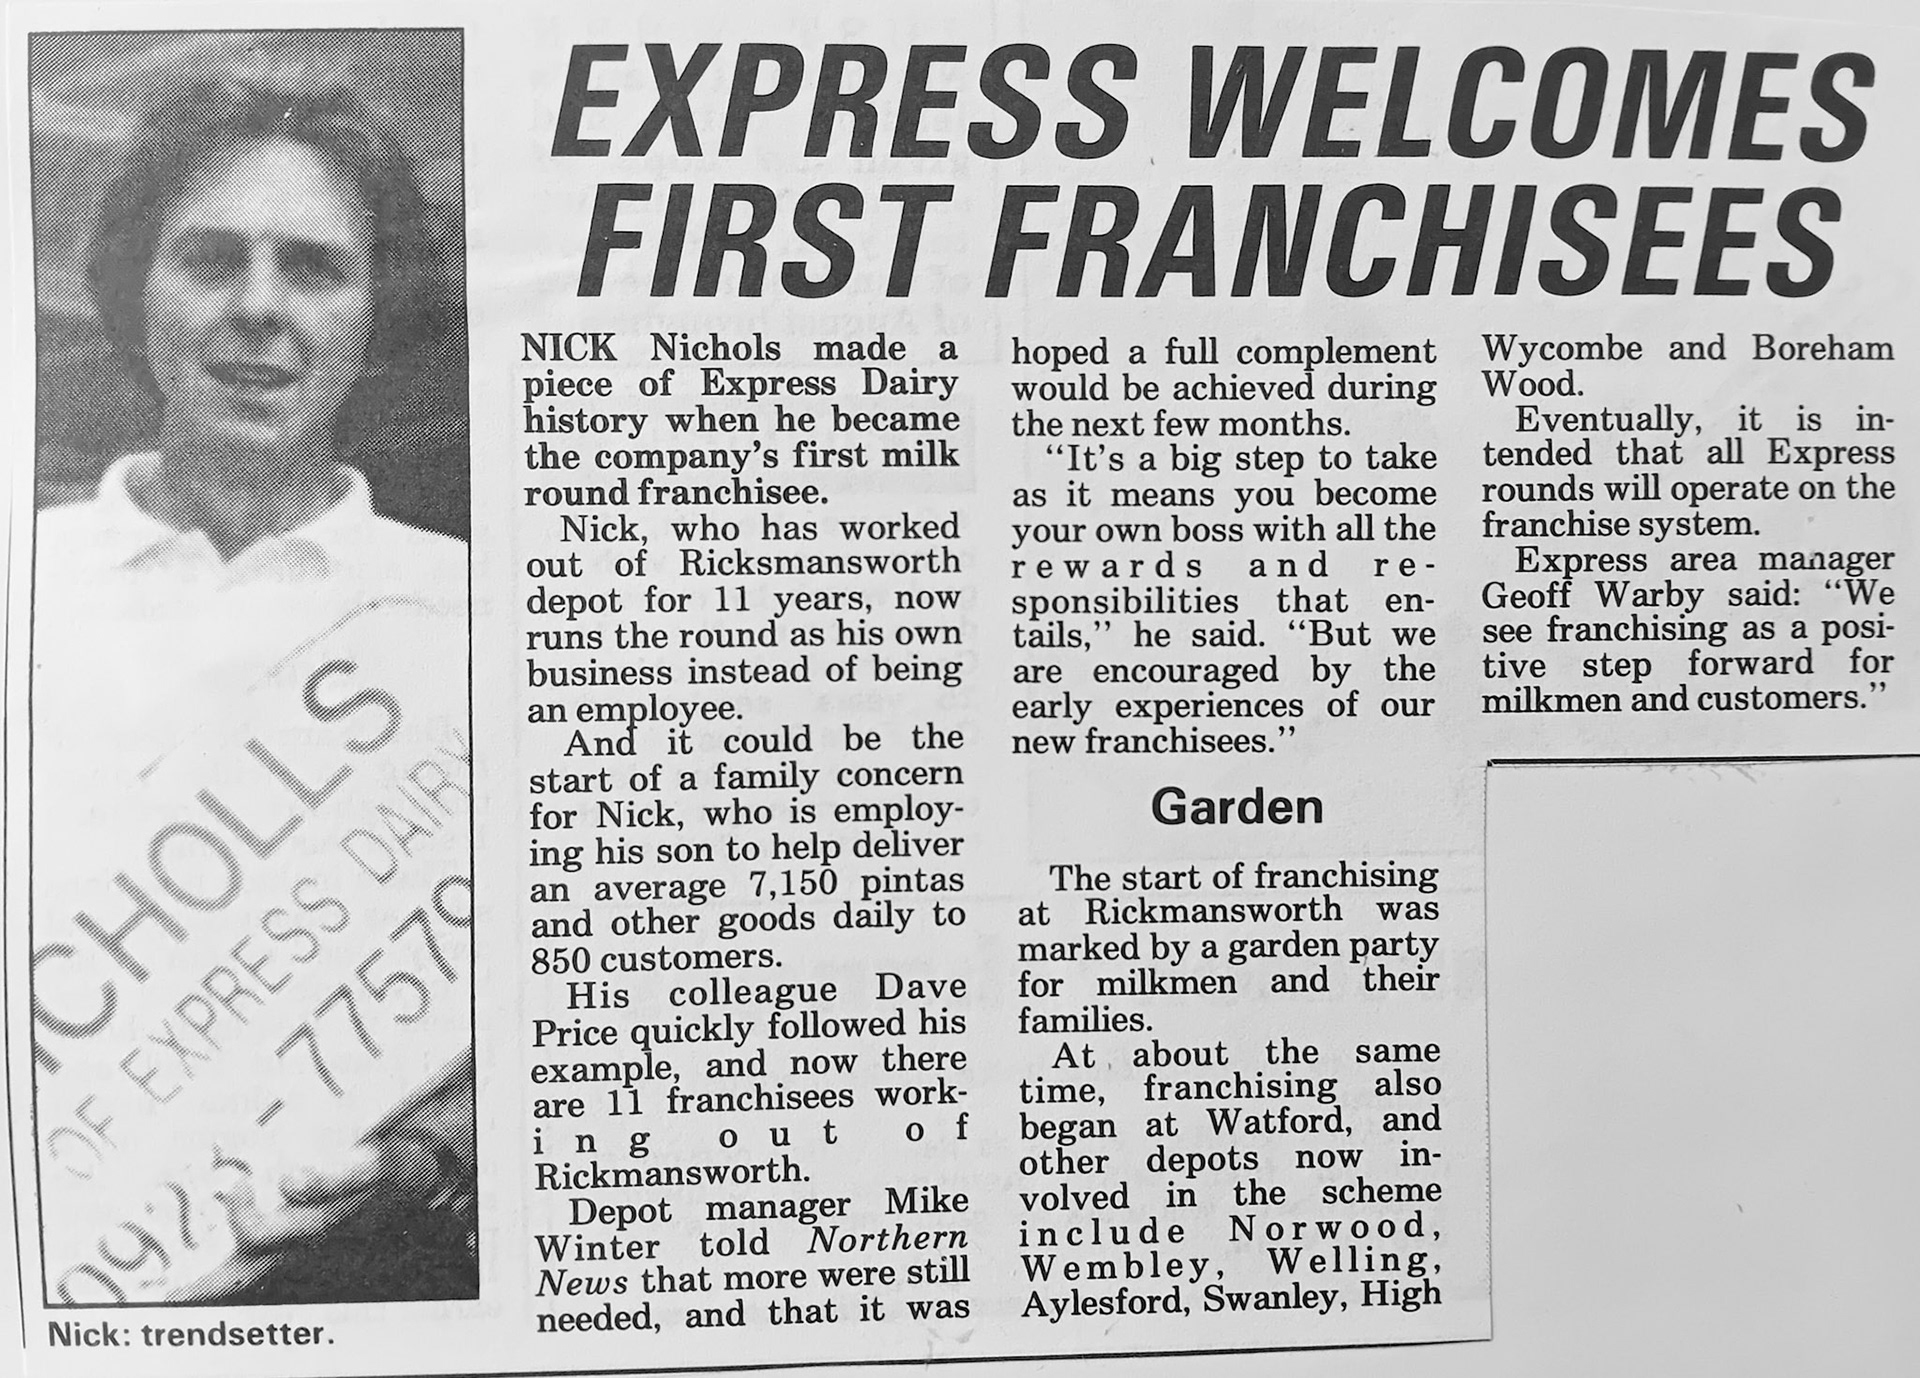 EXPRESS WELCOMES
FIRST FRANCHISEES
NICK Nichols made a
piece of Express Dairy
history when he became
the company's first milk
round franchisee.
Nick, who has worked
out of Ricksmansworth
depot for 11 years, now
runs the round as his own
business instead of being
an employee.
And it could be the
start of a family concern
for Nick, who is employ-
ing his son to help deliver
an average 7,150 pintas
and other goods daily to
850 customers.
His colleague Dave
Price quickly followed his
example, and now there
are 11 franchisees work-
ing out of
Rickmansworth.
Depot manager Mike
Winter told Northern
News that more were still
needed, and that it was
hoped a full complement
would be achieved during
the next few months.
"It's a big step to take
as it means you become
your own boss with all the
rewards and re-
sponsibilities that en-
tails," he said. "But we
are encouraged by the
early experiences of our
new franchisees."
Garden
The start of franchising
at Rickmansworth was
marked by a garden party
for milkmen and their
families.
At about the same
time, franchising also
began at Watford, and
other depots now in-
volved in the scheme
include Norwood,
Wembley, Welling,
Aylesford, Swanley, High
Wycombe and Boreham
Wood.
Eventually, it is in-
tended that all Express
rounds will operate on the
franchise system.
Express area manager
Geoff Warby said: "We
see franchising as a posi-
tive step forward for
milkmen and customers."
ICHOLLS
OF EXPRESS DAIRY
- 77570
Nick: trendsetter.